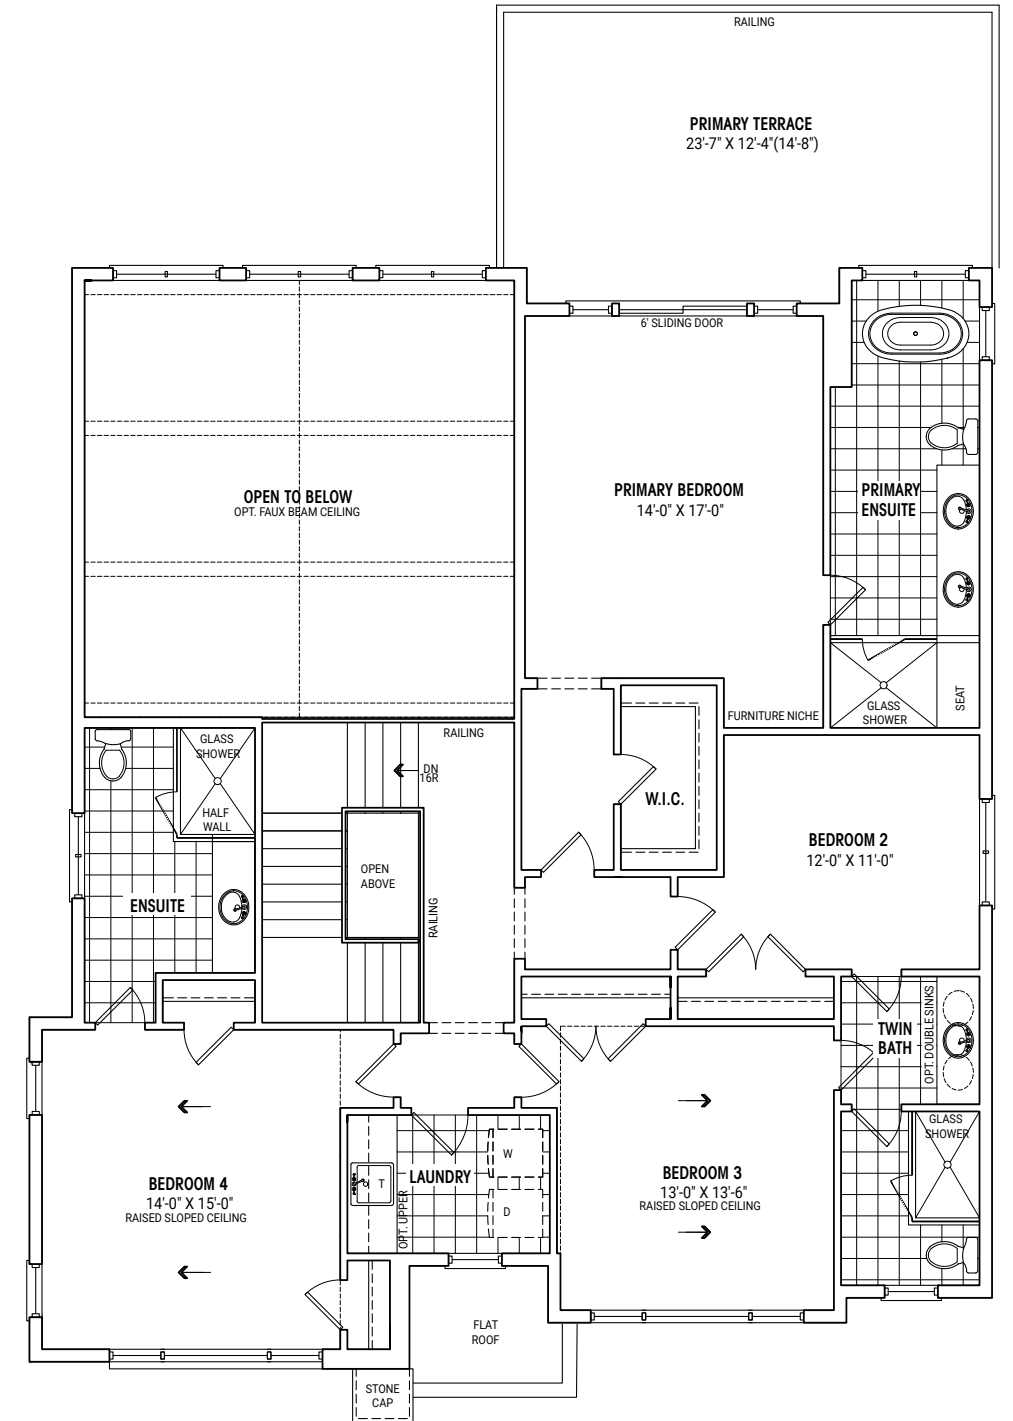 RAILING
PRIMARY TERRACE
23'-7" X 12'-4"(14'-8")
6' SLIDING DOOR
OPEN TO BELOW
OPT. FAUX BEAM CEILING
PRIMARY BEDROOM
14'-0" X 17'-0"
PRIMARY
ENSUITE
GLASS
SHOWER
SEAT
FURNITURE NICHE
RAILING
DN
16R
GLASS
SHOWER
HALF
WALL
W.I.C.
BEDROOM 2
12'-0" X 11'-0"
OPEN
ABOVE
RAILING
ENSUITE
TWIN
BATH
OPT. DOUBLE SINKS
GLASS
SHOWER
BEDROOM 4
14'-0" X 15'-0"
RAISED SLOPED CEILING
LAUNDRY
W
D
T
OPT. UPPER
BEDROOM 3
13'-0" X 13'-6"
RAISED SLOPED CEILING
FLAT
ROOF
STONE
CAP